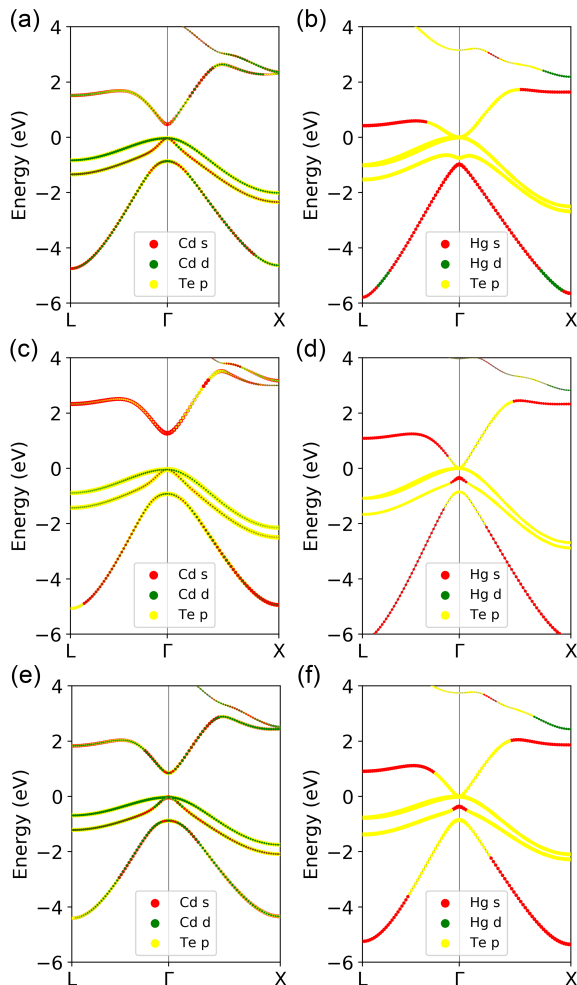 (a)
Energy (eV)
4
2
0
−2
−4
−6
L
Γ
X
Cd s
Cd d
Te p
(b)
Energy (eV)
4
2
0
−2
−4
−6
L
Γ
X
Hg s
Hg d
Te p
(c)
Energy (eV)
4
2
0
−2
−4
−6
L
Γ
X
Cd s
Cd d
Te p
(d)
Energy (eV)
4
2
0
−2
−4
−6
L
Γ
X
Hg s
Hg d
Te p
(e)
Energy (eV)
4
2
0
−2
−4
−6
L
Γ
X
Cd s
Cd d
Te p
(f)
Energy (eV)
4
2
0
−2
−4
−6
L
Γ
X
Hg s
Hg d
Te p